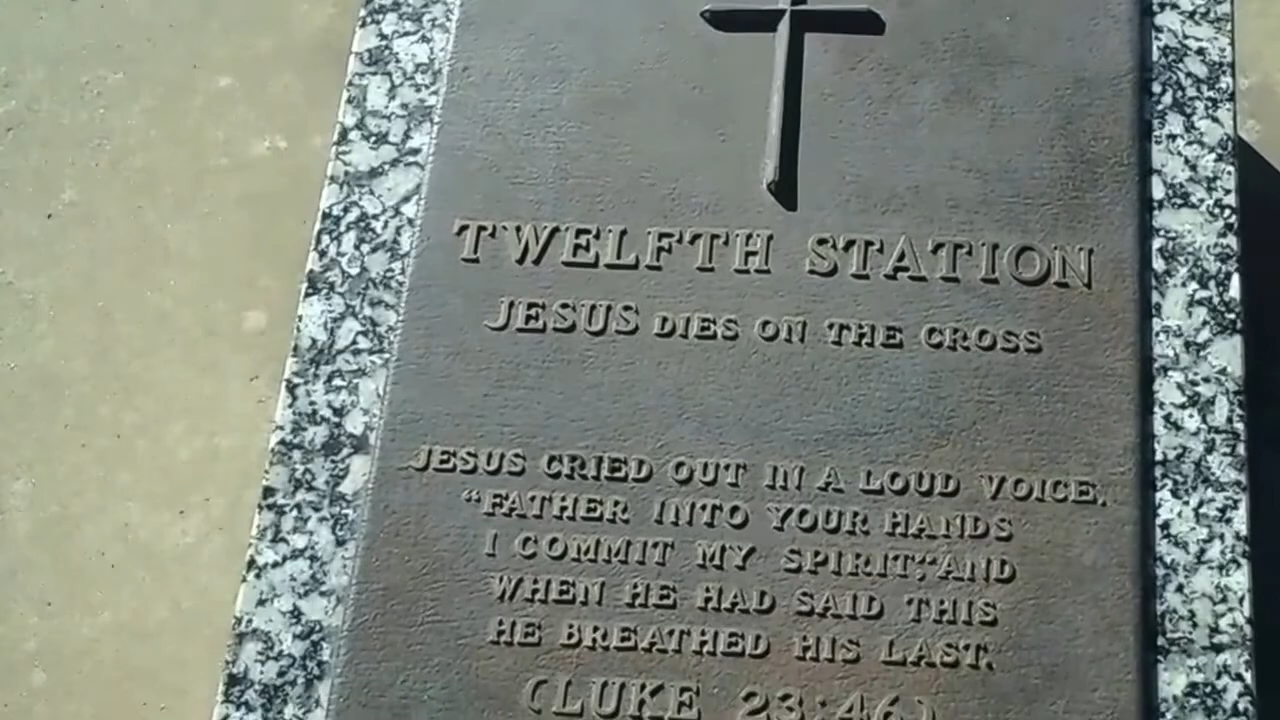 TWELFTH STATION
JESUS DIES ON THE CROSS
JESUS CRIED OUT IN A LOUD VOICE,
“FATHER INTO YOUR HANDS
I COMMIT MY SPIRIT;”AND
WHEN HE HAD SAID THIS
HE BREATHED HIS LAST.
(LUKE 23:46)